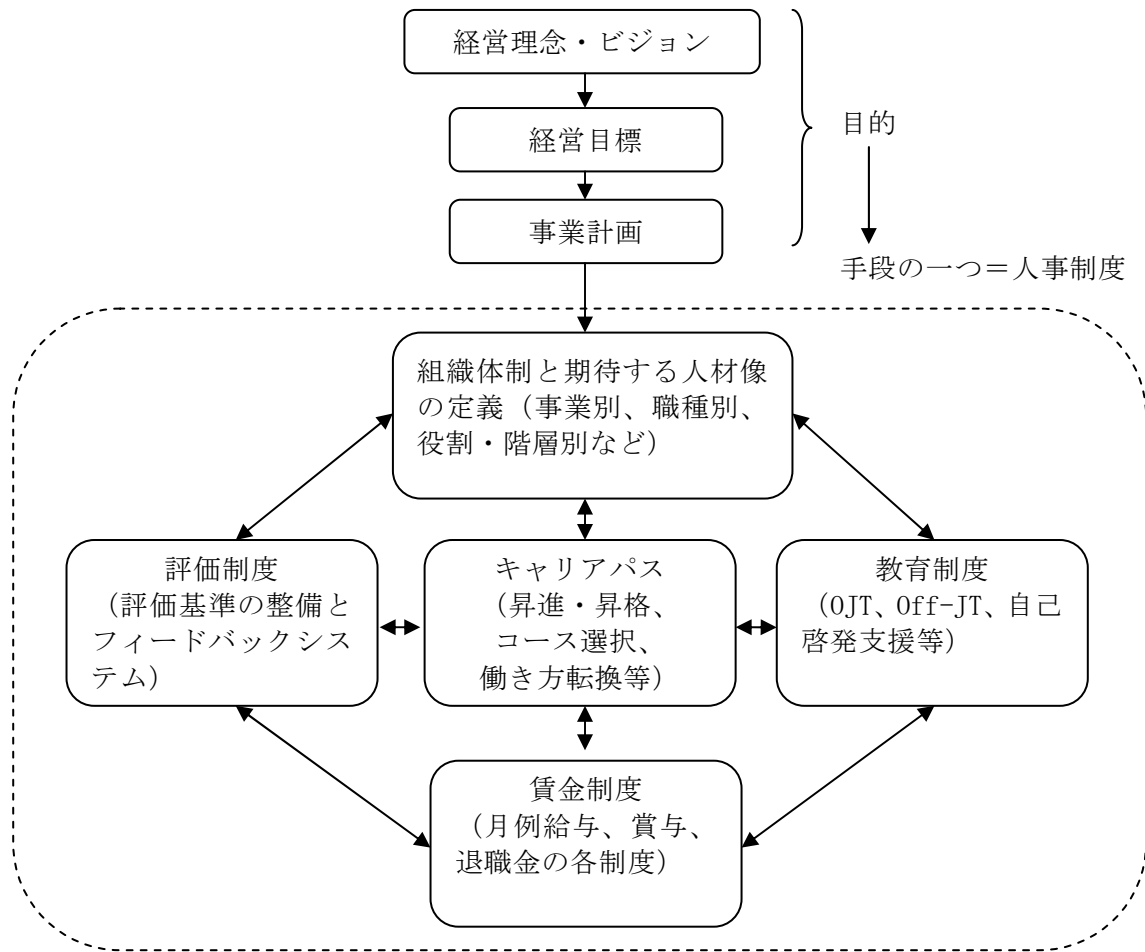 経営理念・ビジョン
経営目標
目的
事業計画
手段の一つ＝人事制度
組織体制と期待する人材像
の定義（事業別、職種別、
役割・階層別など）
評価制度
（評価基準の整備と
フィードバックシス
テム）
キャリアパス
（昇進・昇格、
コース選択、
働き方転換等）
教育制度
（OJT、Off-JT、自己
啓発支援等）
賃金制度
（月例給与、賞与、
退職金の各制度）